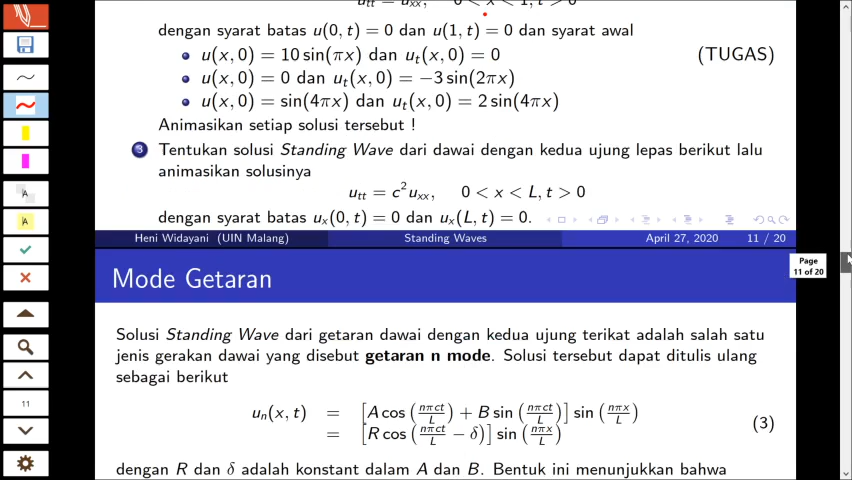 u_tt = u_xx, 0 < x < 1, t > 0
dengan syarat batas u(0, t) = 0 dan u(1, t) = 0 dan syarat awal
u(x, 0) = 10 sin(πx) dan u_t(x, 0) = 0 (TUGAS)
u(x, 0) = 0 dan u_t(x, 0) = −3 sin(2πx)
u(x, 0) = sin(4πx) dan u_t(x, 0) = 2 sin(4πx)
Animasikan setiap solusi tersebut !
3 Tentukan solusi Standing Wave dari dawai dengan kedua ujung lepas berikut lalu
animasikan solusinya
u_tt = c²u_xx, 0 < x < L, t > 0
dengan syarat batas u_x(0, t) = 0 dan u_x(L, t) = 0.
Heni Widayani (UIN Malang) Standing Waves April 27, 2020 11 / 20
Page
11 of 20
Mode Getaran
Solusi Standing Wave dari getaran dawai dengan kedua ujung terikat adalah salah satu
jenis gerakan dawai yang disebut getaran n mode. Solusi tersebut dapat ditulis ulang
sebagai berikut
u_n(x, t) = [A cos (nπct/L) + B sin (nπct/L)] sin (nπx/L)
= [R cos (nπct/L − δ)] sin (nπx/L) (3)
dengan R dan δ adalah konstant dalam A dan B. Bentuk ini menunjukkan bahwa
A
A
11